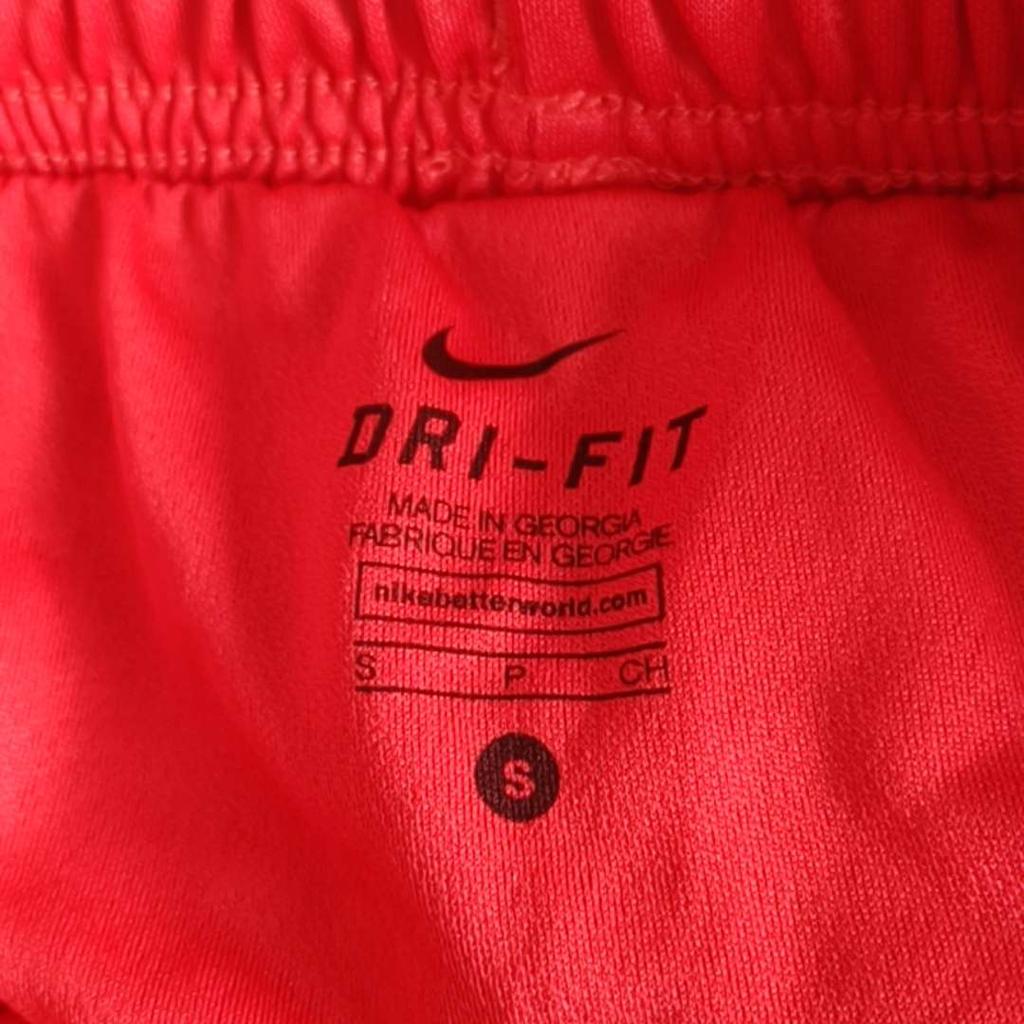 DRI-FIT
MADE IN GEORGIA
FABRIQUE EN GEORGIE
nikebetterworld.com
S P CH
S